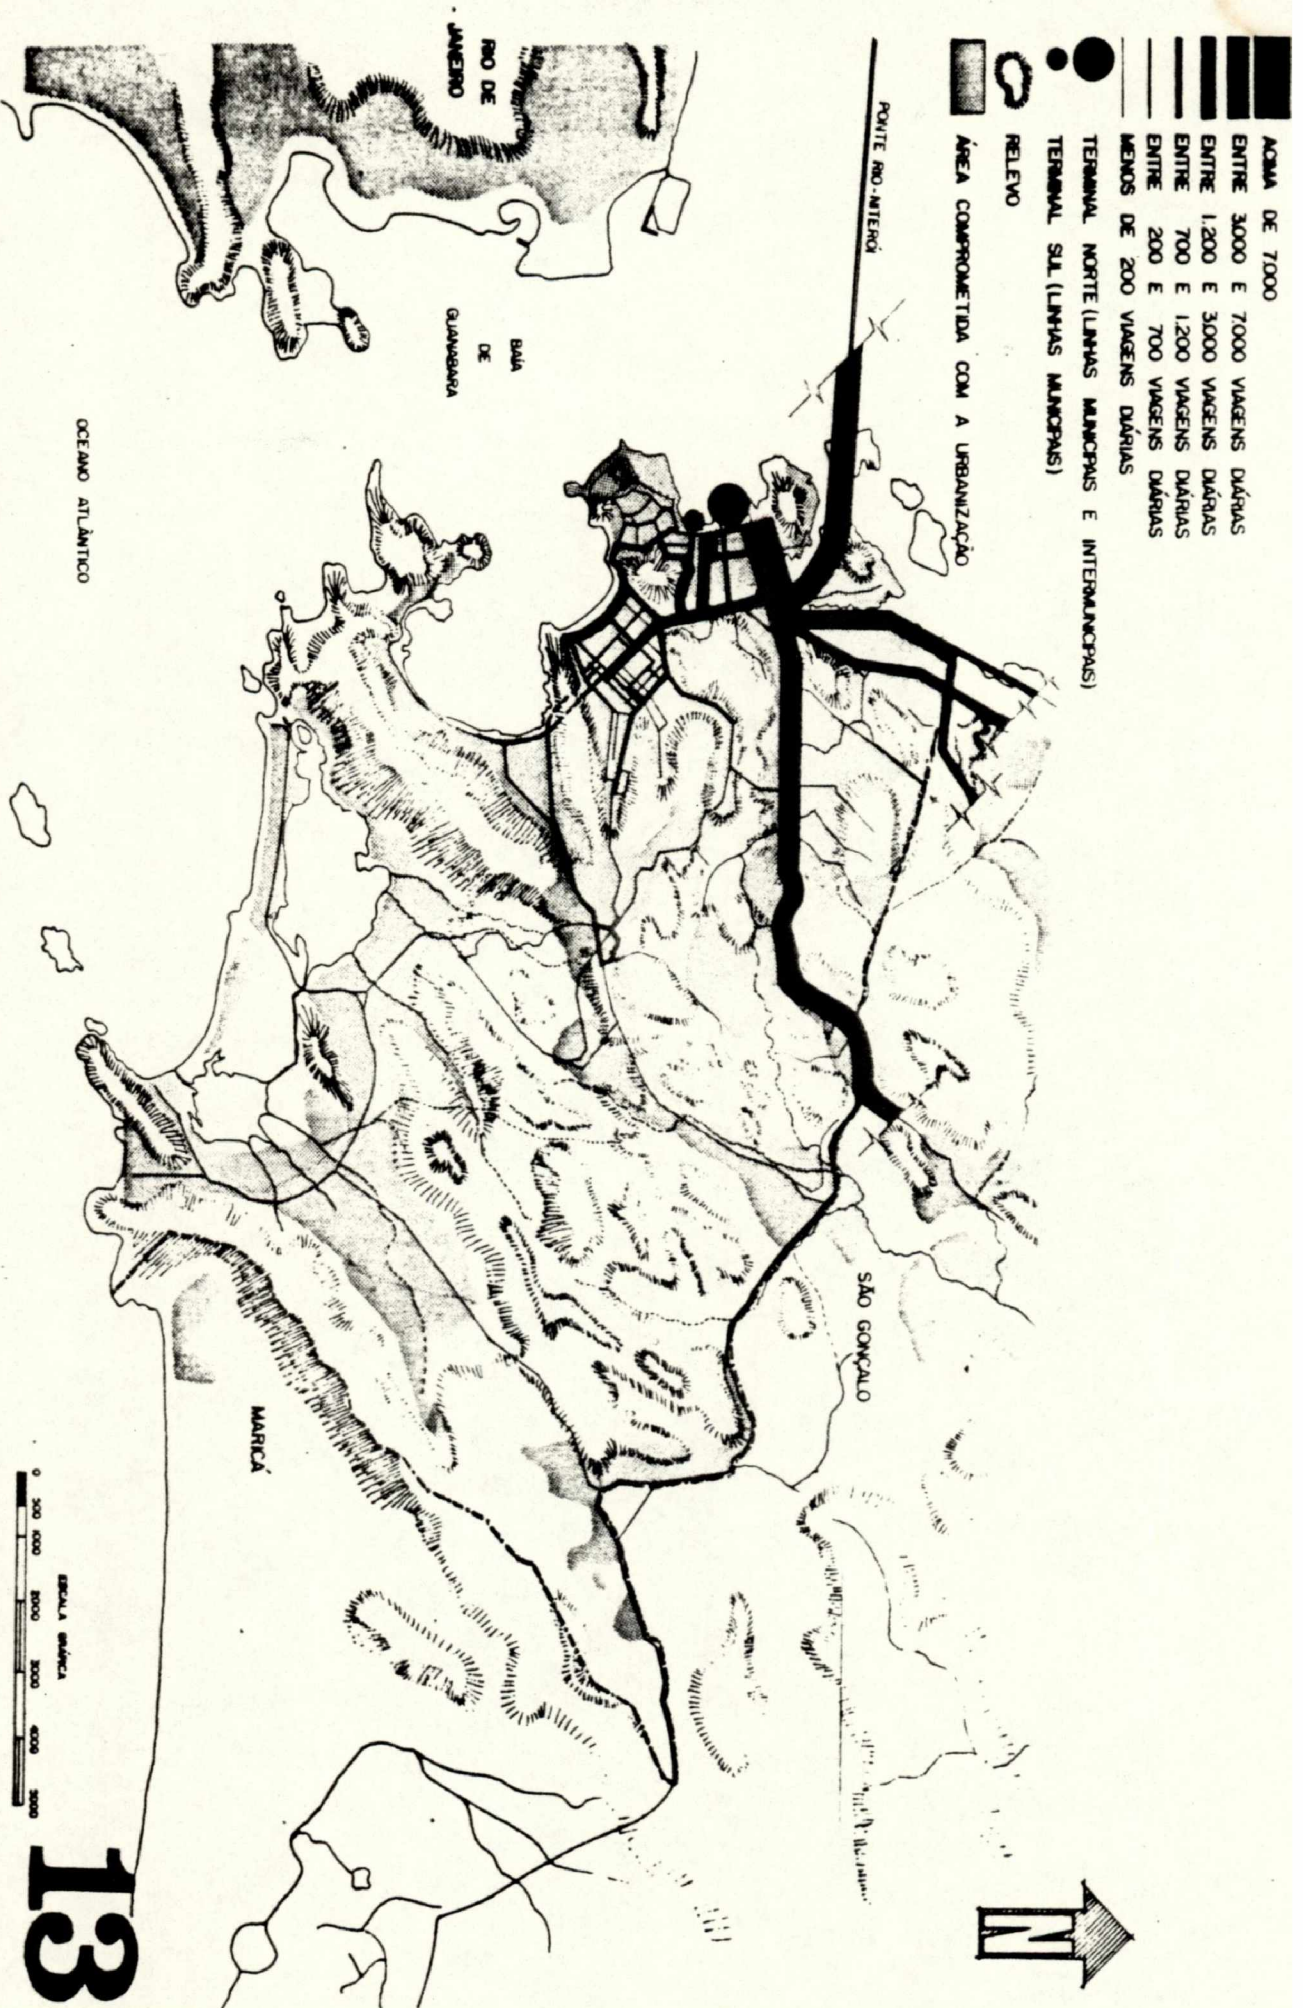 ACIMA DE 7.000
ENTRE 3.000 E 7.000 VIAGENS DIÁRIAS
ENTRE 1.200 E 3.000 VIAGENS DIÁRIAS
ENTRE 700 E 1.200 VIAGENS DIÁRIAS
ENTRE 200 E 700 VIAGENS DIÁRIAS
MENOS DE 200 VIAGENS DIÁRIAS
TERMINAL NORTE (LINHAS MUNICIPAIS E INTERMUNICIPAIS)
TERMINAL SUL (LINHAS MUNICIPAIS)
RELEVO
ÁREA COMPROMETIDA COM A URBANIZAÇÃO
PONTE RIO-NITERÓI
RIO DE
JANEIRO
BAÍA
DE
GUANABARA
OCEANO ATLÂNTICO
SÃO GONÇALO
MARICÁ
N
ESCALA GRÁFICA
0 500 1000 2000 3000 4000 5000
13